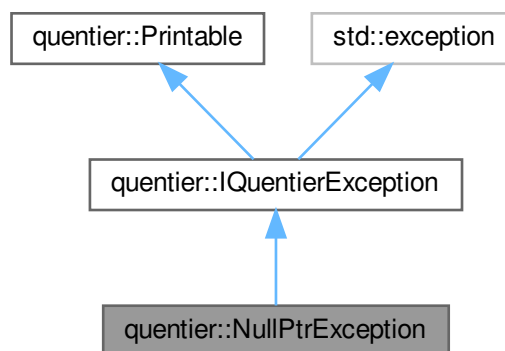 quentier::Printable
std::exception
quentier::IQuentierException
quentier::NullPtrException